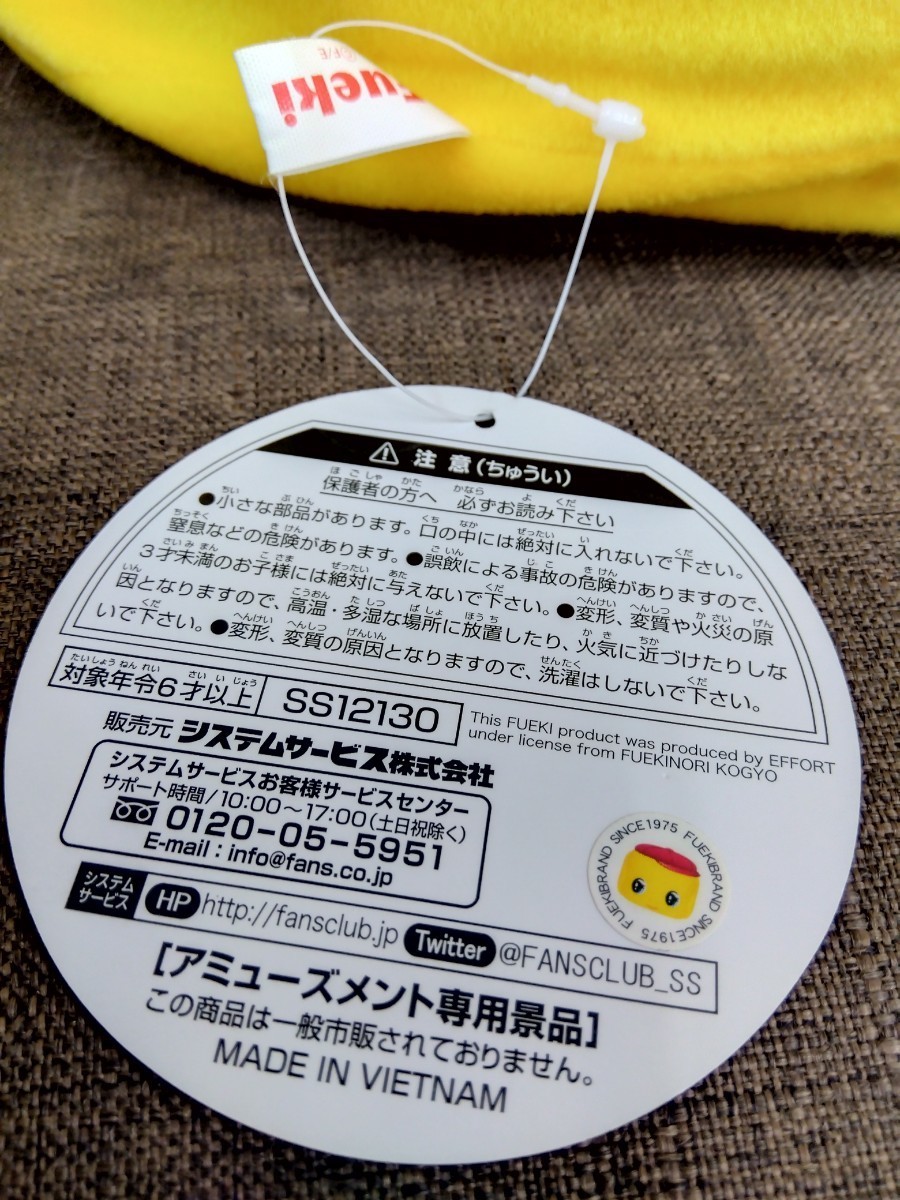 ©F/E
Fueki
注意(ちゅうい)
保護者の方へ 必ずお読み下さい
●小さな部品があります。口の中には絶対に入れないで下さい。
窒息などの危険があります。●誤飲による事故の危険がありますので、
3才未満のお子様には絶対に与えないで下さい。●変形、変質や火災の原
因となりますので、高温・多湿な場所に放置したり、火気に近づけたりしな
いで下さい。●変形、変質の原因となりますので、洗濯はしないで下さい。
対象年令6才以上 SS12130
This FUEKI product was produced by EFFORT
under license from FUEKINORI KOGYO
販売元 システムサービス株式会社
システムサービスお客様サービスセンター
サポート時間/10:00〜17:00(土日祝除く)
0120-05-5951
E-mail : info@fans.co.jp
FUEKIBRAND SINCE1975 FUEKIBRAND SINCE1975
システム
サービス
HP http://fansclub.jp Twitter @FANSCLUB_SS
[アミューズメント専用景品]
この商品は一般市販されておりません。
MADE IN VIETNAM